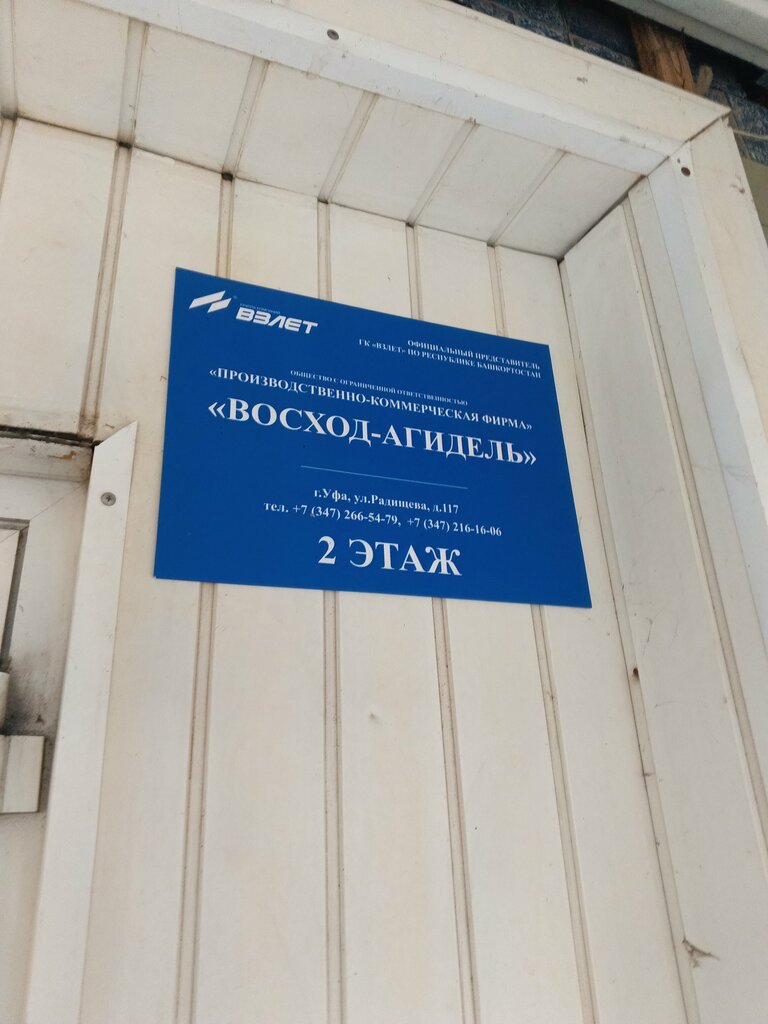 ВЗЛЕТ
ОФИЦИАЛЬНЫЙ ПРЕДСТАВИТЕЛЬ
ГК «ВЗЛЕТ» ПО РЕСПУБЛИКЕ БАШКОРТОСТАН
ОБЩЕСТВО С ОГРАНИЧЕННОЙ ОТВЕТСТВЕННОСТЬЮ
«ПРОИЗВОДСТВЕННО-КОММЕРЧЕСКАЯ ФИРМА»
«ВОСХОД-АГИДЕЛЬ»
г.Уфа, ул.Радищева, д.117
тел. +7 (347) 266-54-79, +7 (347) 216-16-06
2 ЭТАЖ